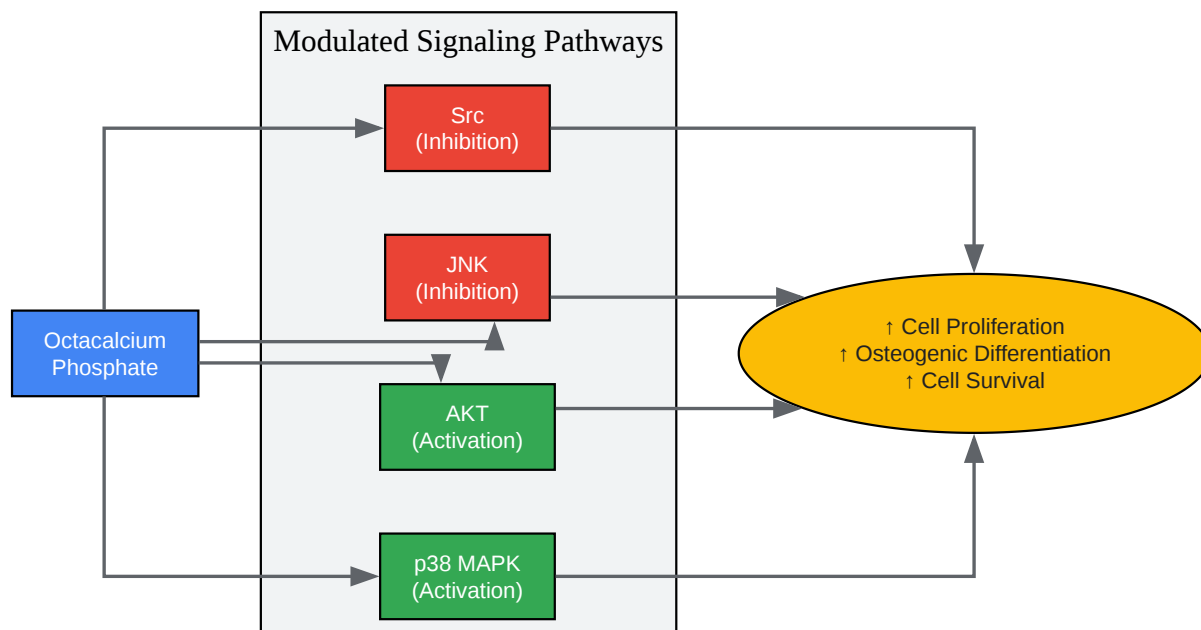 Modulated Signaling Pathways
Src
(Inhibition)
JNK
(Inhibition)
Octacalcium
Phosphate
↑ Cell Proliferation
↑ Osteogenic Differentiation
↑ Cell Survival
AKT
(Activation)
p38 MAPK
(Activation)